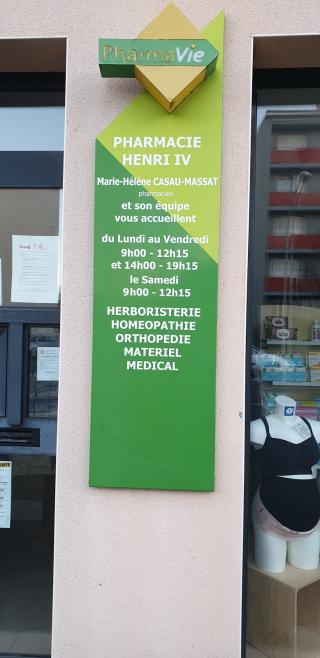 PharmaVie
PHARMACIE
HENRI IV
Marie-Hélène CASAU-MASSAT
pharmacien
et son équipe
vous accueillent
du Lundi au Vendredi
9h00 - 12h15
et 14h00 - 19h15
le Samedi
9h00 - 12h15
HERBORISTERIE
HOMEOPATHIE
ORTHOPEDIE
MATERIEL
MEDICAL